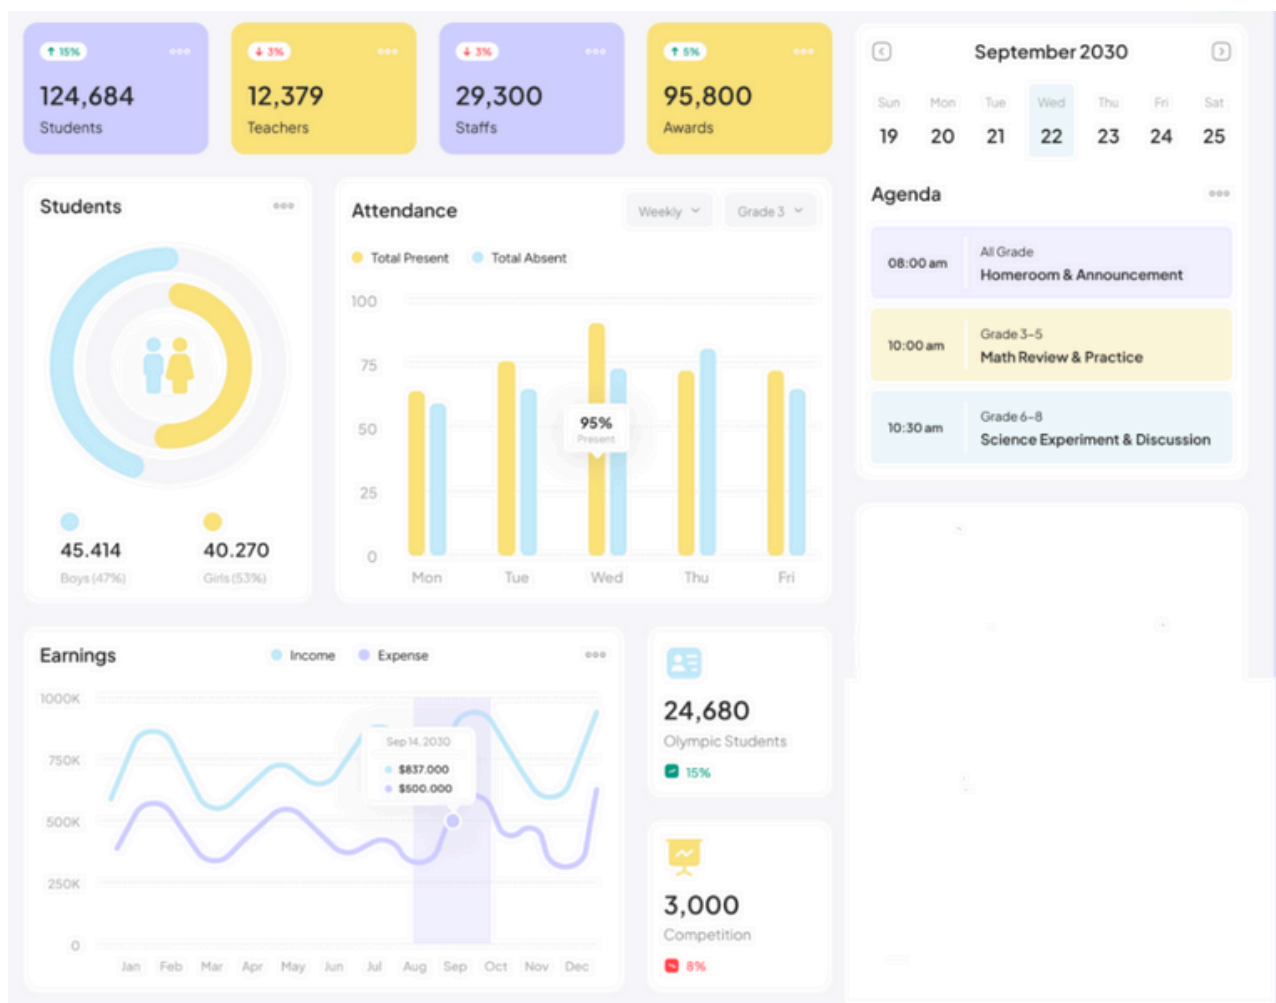 15%
124,684
Students
3%
12,379
Teachers
3%
29,300
Staffs
5%
95,800
Awards
September 2030
Sun Mon Tue Wed Thu Fri Sat
19 20 21 22 23 24 25
Agenda
08:00 am
All Grade
Homeroom & Announcement
10:00 am
Grade 3-5
Math Review & Practice
10:30 am
Grade 6-8
Science Experiment & Discussion
Students
45.414
Boys (47%)
40.270
Girls (53%)
Attendance
Weekly
Grade 3
Total Present Total Absent
100
75
50
25
0
95%
Present
Mon Tue Wed Thu Fri
Earnings
Income Expense
1000K
750K
500K
250K
0
Sep 14, 2030
$837.000
$500.000
Jan Feb Mar Apr May Jun Jul Aug Sep Oct Nov Dec
24,680
Olympic Students
15%
3,000
Competition
8%